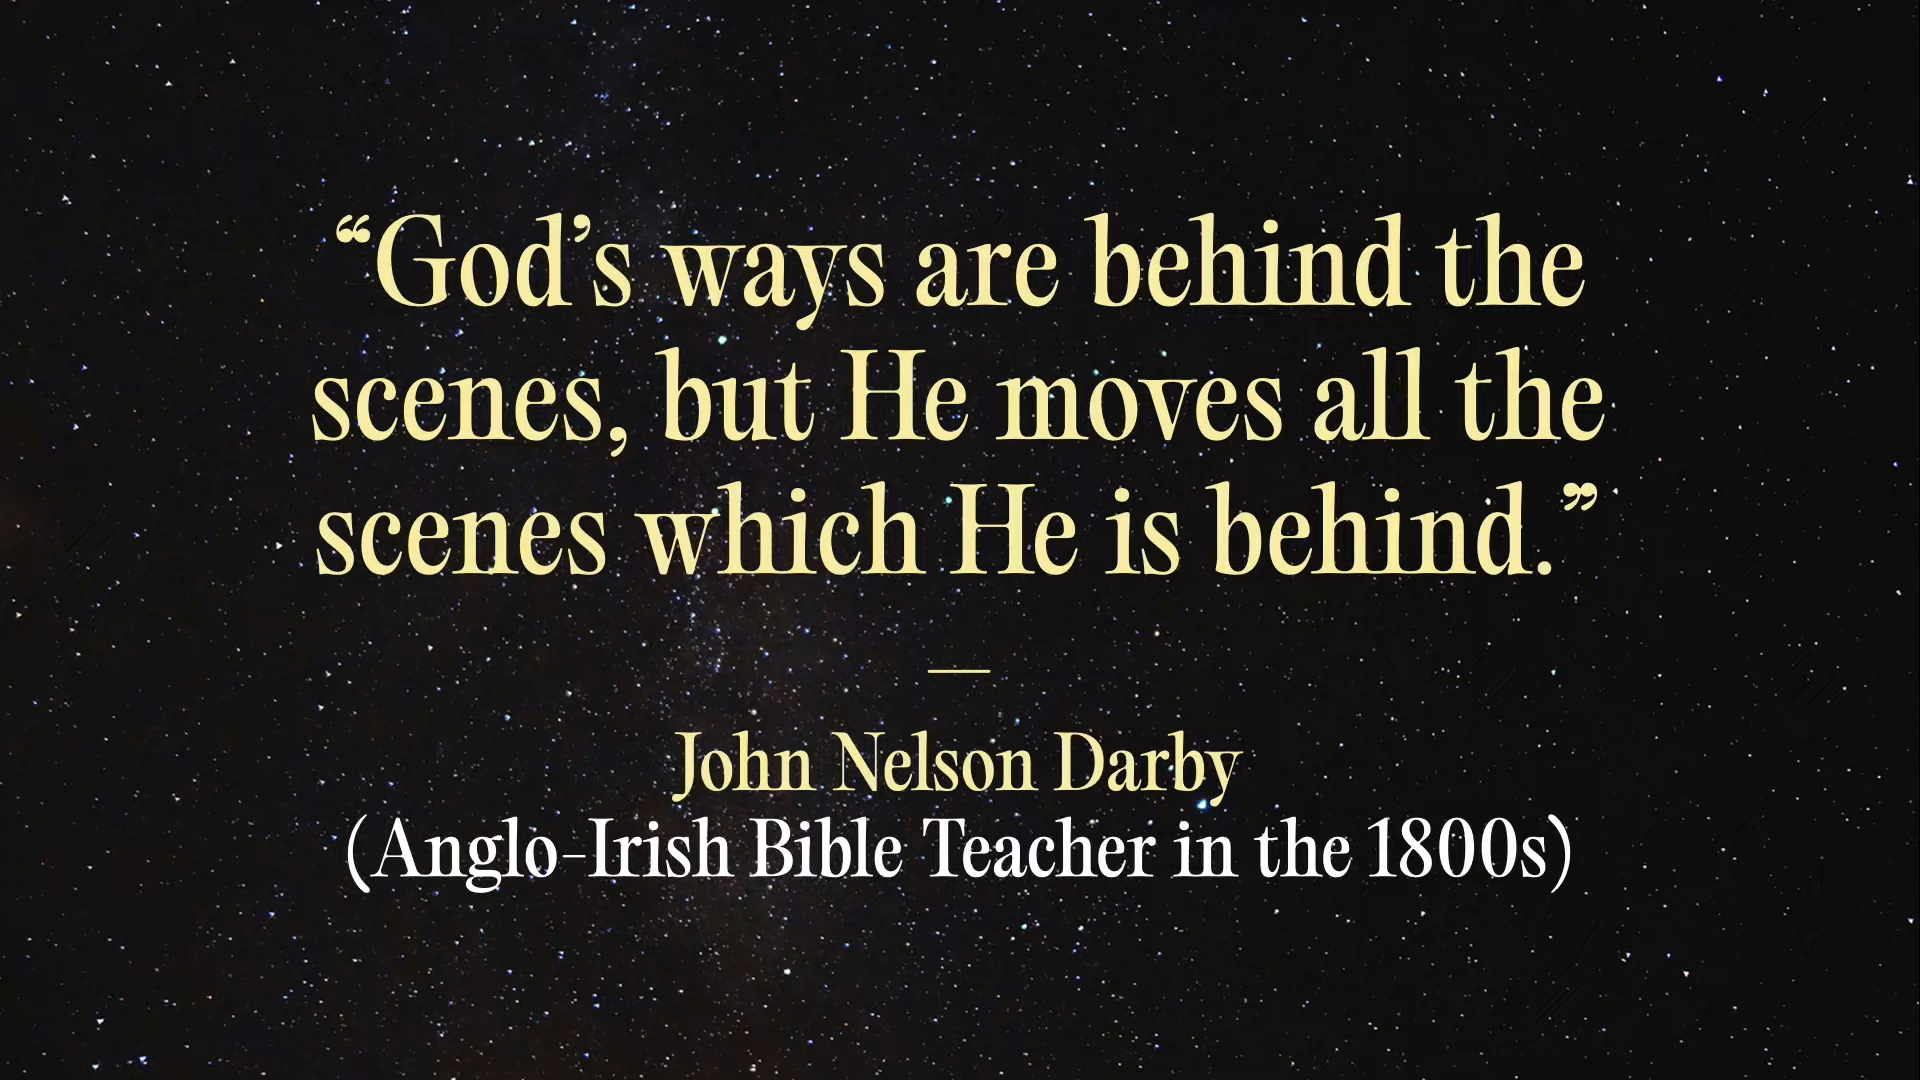 “God’s ways are behind the
scenes, but He moves all the
scenes which He is behind.”
—
John Nelson Darby
(Anglo-Irish Bible Teacher in the 1800s)